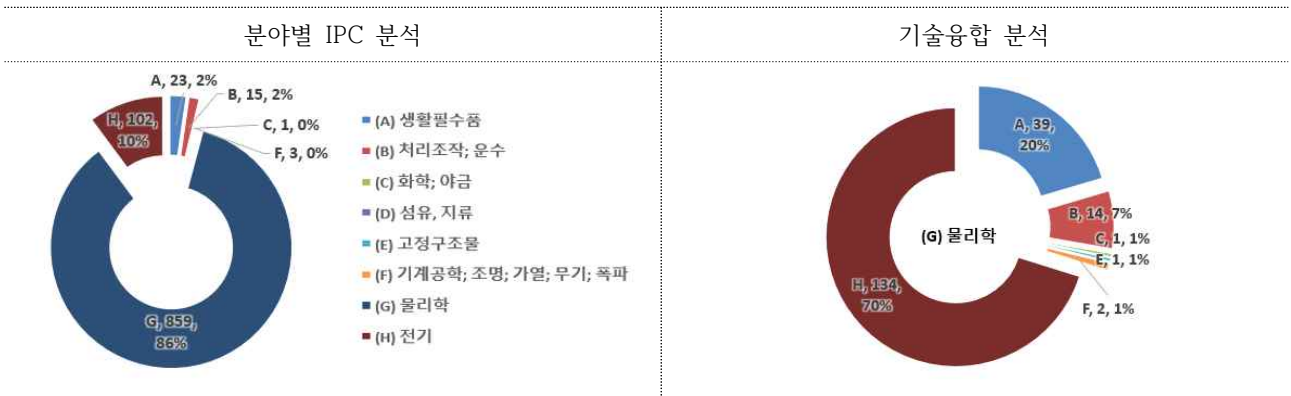 분야별 IPC 분석
기술융합 분석
A, 23, 2%
B, 15, 2%
C, 1, 0%
F, 3, 0%
H, 102,
10%
G, 859,
86%
(A) 생활필수품
(B) 처리조작; 운수
(C) 화학; 야금
(D) 섬유, 지류
(E) 고정구조물
(F) 기계공학; 조명; 가열; 무기; 폭파
(G) 물리학
(H) 전기
A, 39,
20%
B, 14, 7%
C, 1, 1%
E, 1, 1%
F, 2, 1%
(G) 물리학
H, 134,
70%